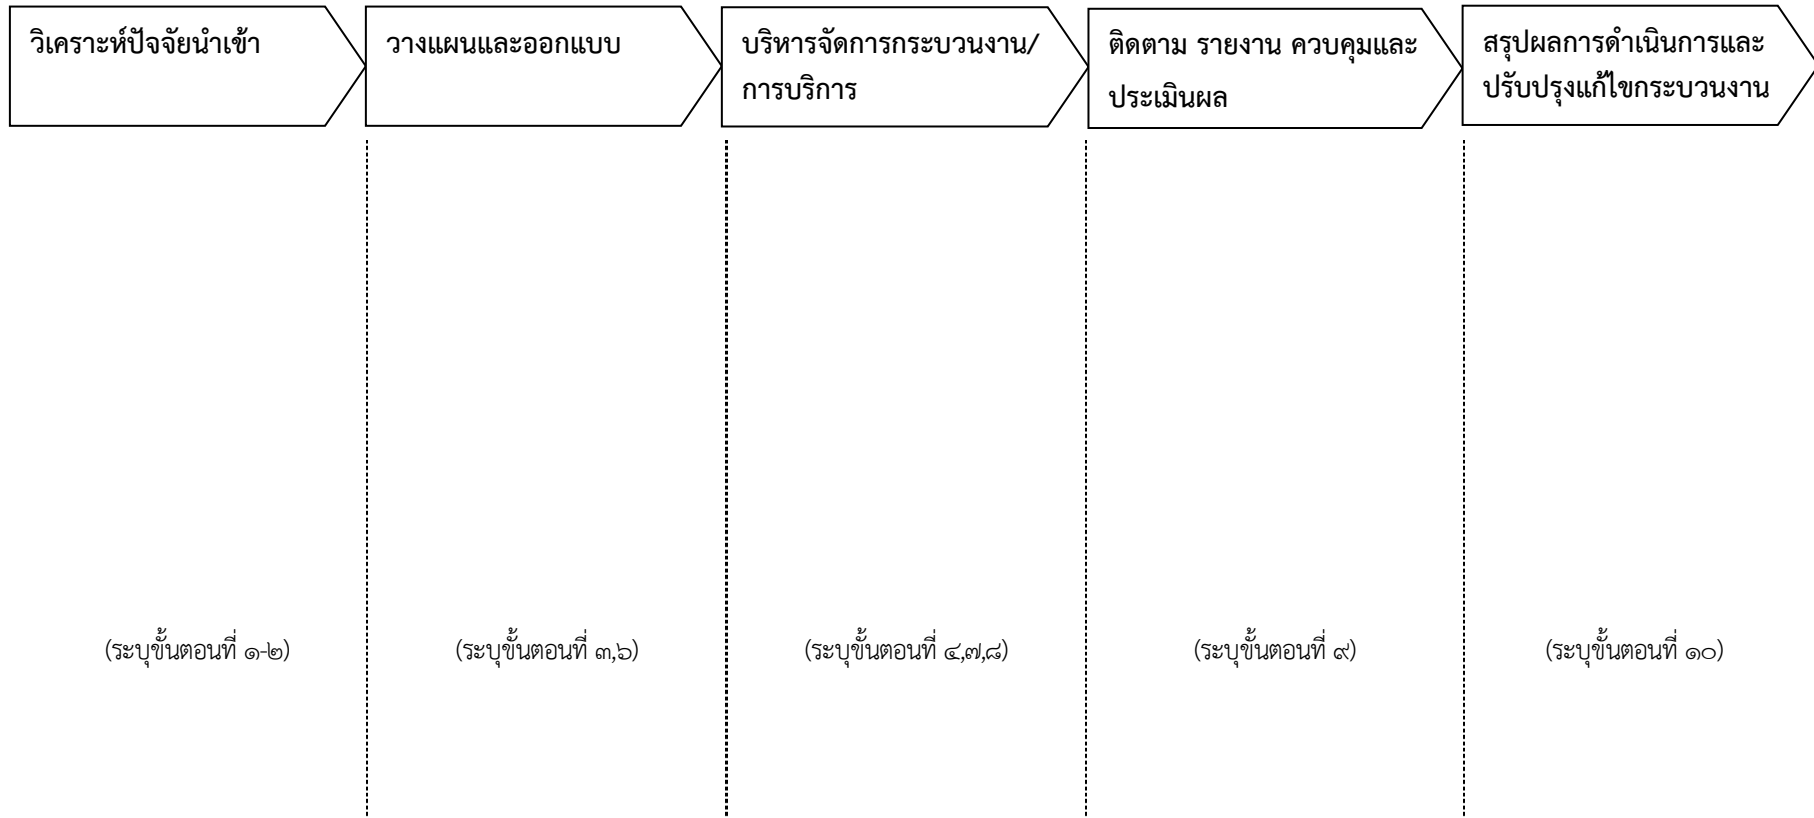 วิเคราะห์ปัจจัยนำเข้า
วางแผนและออกแบบ
บริหารจัดการกระบวนงาน/
การบริการ
ติดตาม รายงาน ควบคุมและ
ประเมินผล
สรุปผลการดำเนินการและ
ปรับปรุงแก้ไขกระบวนงาน
(ระบุขั้นตอนที่ ๑-๒)
(ระบุขั้นตอนที่ ๓,๖)
(ระบุขั้นตอนที่ ๔,๗,๘)
(ระบุขั้นตอนที่ ๙)
(ระบุขั้นตอนที่ ๑๐)